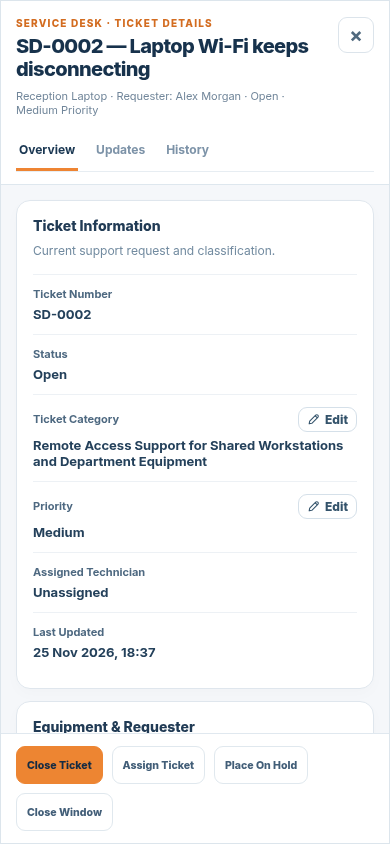 SERVICE DESK · TICKET DETAILS
SD-0002 — Laptop Wi-Fi keeps
disconnecting
Reception Laptop · Requester: Alex Morgan · Open ·
Medium Priority
Overview Updates History
Ticket Information
Current support request and classification.
Ticket Number
SD-0002
Status
Open
Ticket Category Edit
Remote Access Support for Shared Workstations
and Department Equipment
Priority Edit
Medium
Assigned Technician
Unassigned
Last Updated
25 Nov 2026, 18:37
Equipment & Requester
Close Ticket Assign Ticket Place On Hold
Close Window